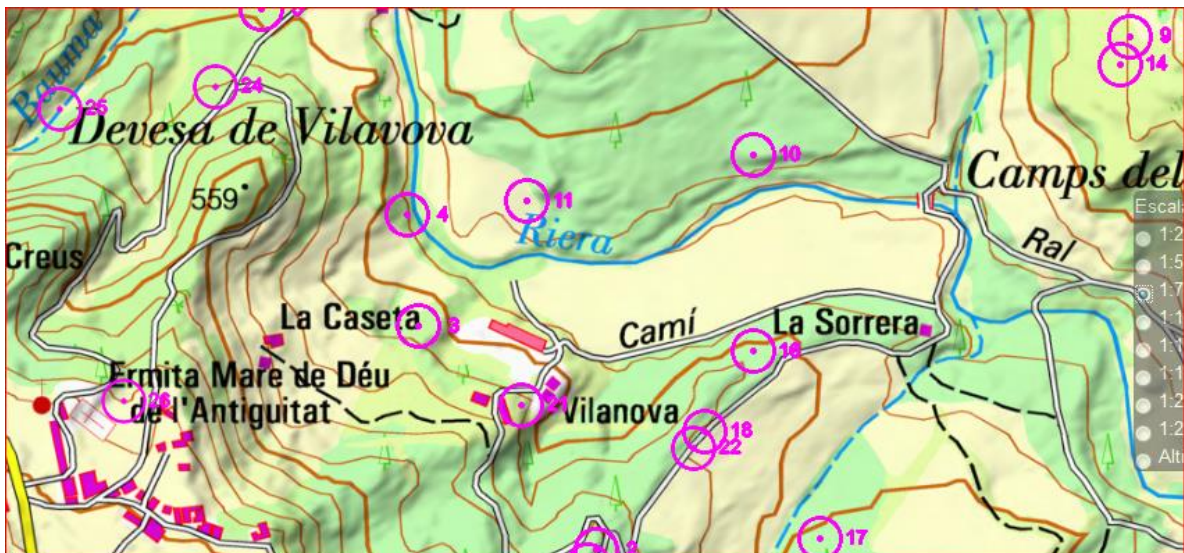 9
14
24
Bauma
25
Devesa de Vilavova
10
Camps del
559
11
4
Escala
Riera
1:2
Ral
1:5
Creus
1:7
La Caseta
3
Camí
La Sorrera
1:1
1:1
16
1:1
Ermita Mare de Déu
de l'Antiguitat
26
21
Vilanova
1:2
18
1:2
22
Altr
17
2